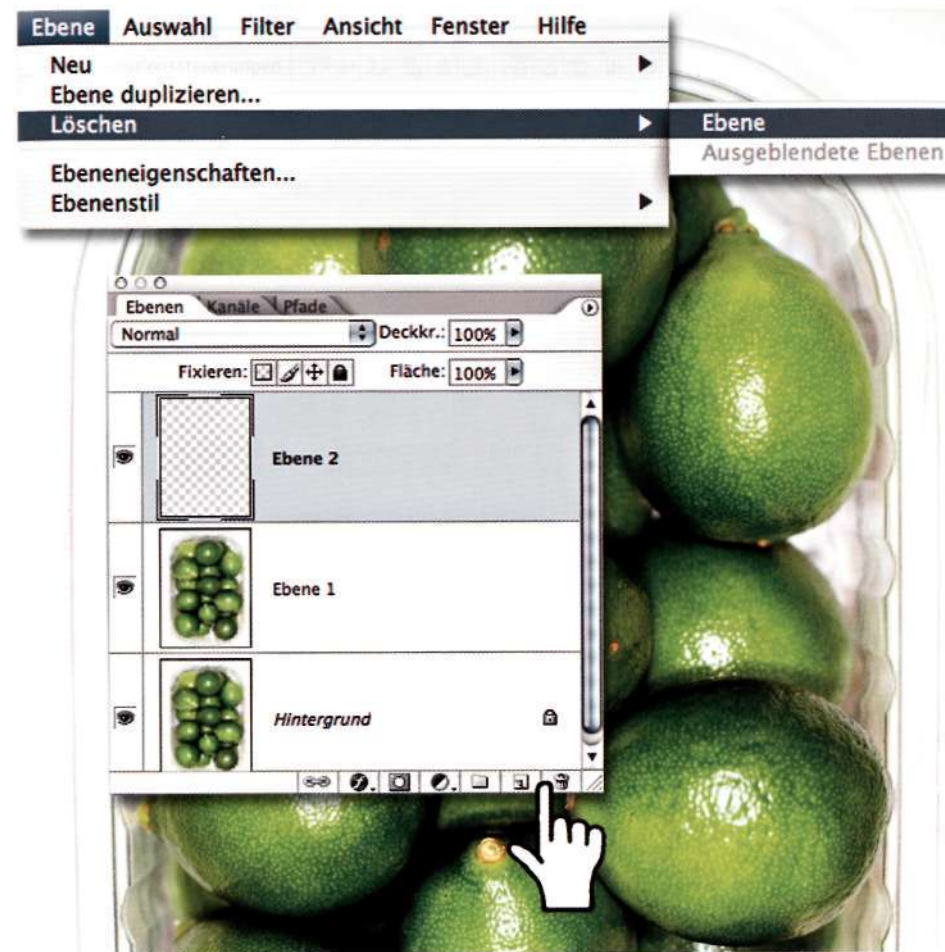 Ebene Auswahl Filter Ansicht Fenster Hilfe
Neu
Ebene duplizieren...
Löschen
Ebene
Ausgeblendete Ebenen
Ebeneneigenschaften...
Ebenenstil
Ebenen Kanäle Pfade
Normal Deckkr.: 100%
Fixieren: Fläche: 100%
Ebene 2
Ebene 1
Hintergrund